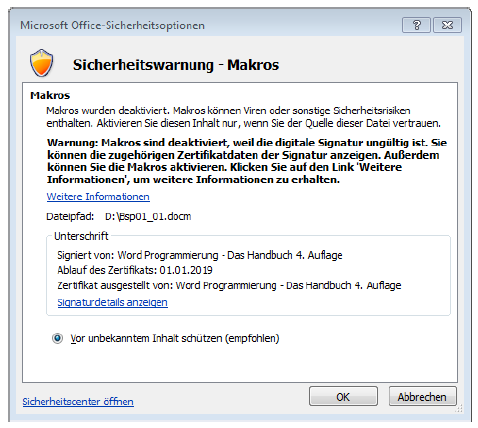 Microsoft Office-Sicherheitsoptionen
Sicherheitswarnung - Makros
Makros
Makros wurden deaktiviert. Makros können Viren oder sonstige Sicherheitsrisiken
enthalten. Aktivieren Sie diesen Inhalt nur, wenn Sie der Quelle dieser Datei vertrauen.
Warnung: Makros sind deaktiviert, weil die digitale Signatur ungültig ist. Sie
können die zugehörigen Zertifikatdaten der Signatur anzeigen. Außerdem
können Sie die Makros aktivieren. Klicken Sie auf den Link 'Weitere
Informationen', um weitere Informationen zu erhalten.
Weitere Informationen
Dateipfad: D:\Bsp01_01.docm
Unterschrift
Signiert von: Word Programmierung - Das Handbuch 4. Auflage
Ablauf des Zertifikats: 01.01.2019
Zertifikat ausgestellt von: Word Programmierung - Das Handbuch 4. Auflage
Signaturdetails anzeigen
Vor unbekanntem Inhalt schützen (empfohlen)
Sicherheitscenter öffnen
OK
Abbrechen